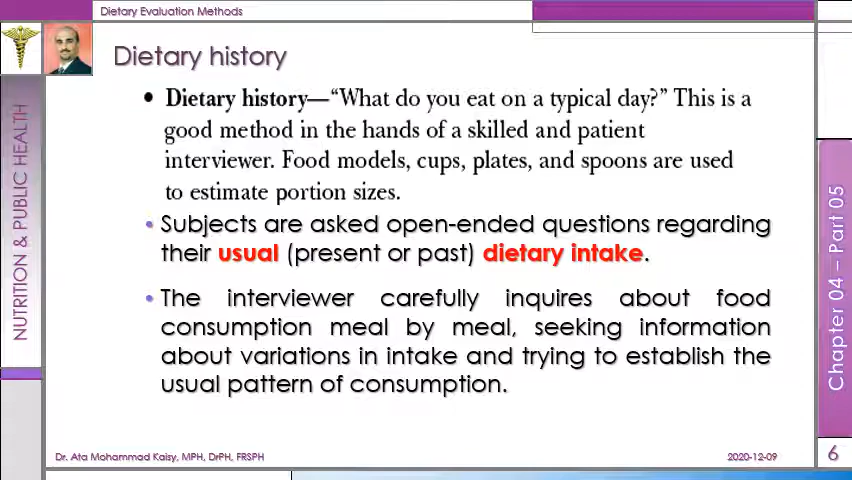 Dietary Evaluation Methods
Dietary history
• Dietary history—“What do you eat on a typical day?” This is a
good method in the hands of a skilled and patient
interviewer. Food models, cups, plates, and spoons are used
to estimate portion sizes.
• Subjects are asked open-ended questions regarding
their usual (present or past) dietary intake.
• The interviewer carefully inquires about food
consumption meal by meal, seeking information
about variations in intake and trying to establish the
usual pattern of consumption.
NUTRITION & PUBLIC HEALTH
Chapter 04 – Part 05
Dr. Ata Mohammad Kaisy, MPH, DrPH, FRSPH
2020-12-09
6